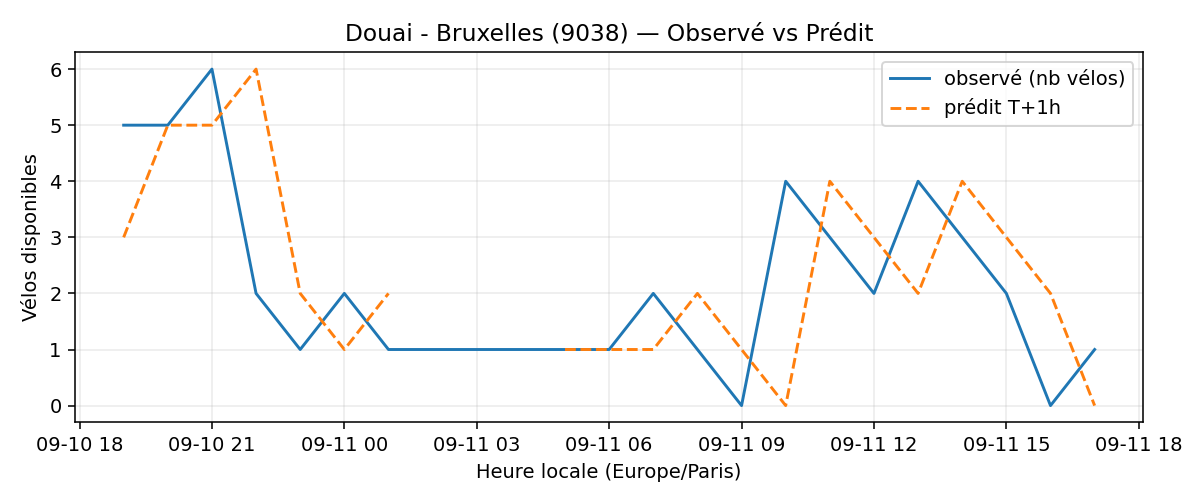 Douai - Bruxelles (9038) — Observé vs Prédit
observé (nb vélos)
prédit T+1h
Vélos disponibles
6
5
4
3
2
1
0
09-10 18 09-10 21 09-11 00 09-11 03 09-11 06 09-11 09 09-11 12 09-11 15 09-11 18
Heure locale (Europe/Paris)